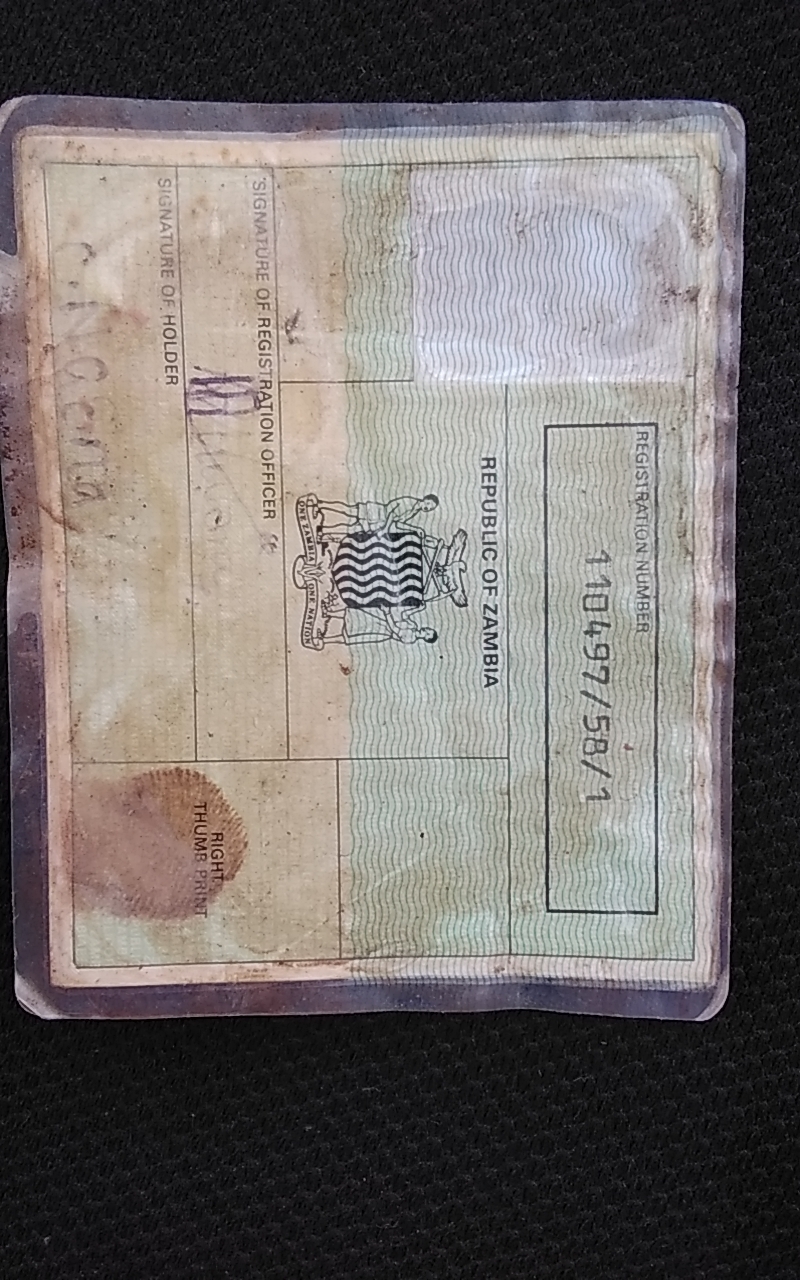 REGISTRATION NUMBER
110497/58/1
REPUBLIC OF ZAMBIA
ONE ZAMBIA ONE NATION
SIGNATURE OF REGISTRATION OFFICER
SIGNATURE OF HOLDER
RIGHT
THUMB PRINT